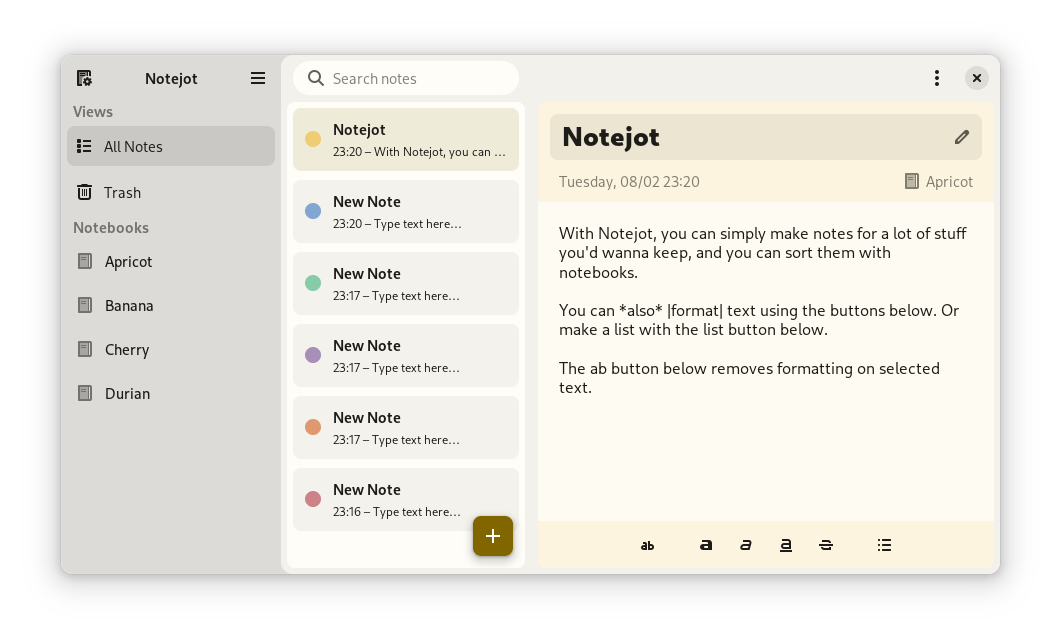 Notejot
Views
All Notes
Trash
Notebooks
Apricot
Banana
Cherry
Durian
Search notes
Notejot
23:20 – With Notejot, you can …
New Note
23:20 – Type text here…
New Note
23:17 – Type text here…
New Note
23:17 – Type text here…
New Note
23:17 – Type text here…
New Note
23:16 – Type text here…
Notejot
Tuesday, 08/02 23:20
Apricot
With Notejot, you can simply make notes for a lot of stuff
you'd wanna keep, and you can sort them with
notebooks.
You can *also* |format| text using the buttons below. Or
make a list with the list button below.
The ab button below removes formatting on selected
text.
ab
a
a
a
a